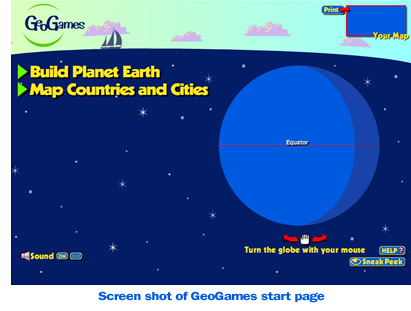 GeoGames
Print
Your Map
Build Planet Earth
Map Countries and Cities
Equator
Turn the globe with your mouse
Sound ON
HELP ?
Sneak Peek
Screen shot of GeoGames start page